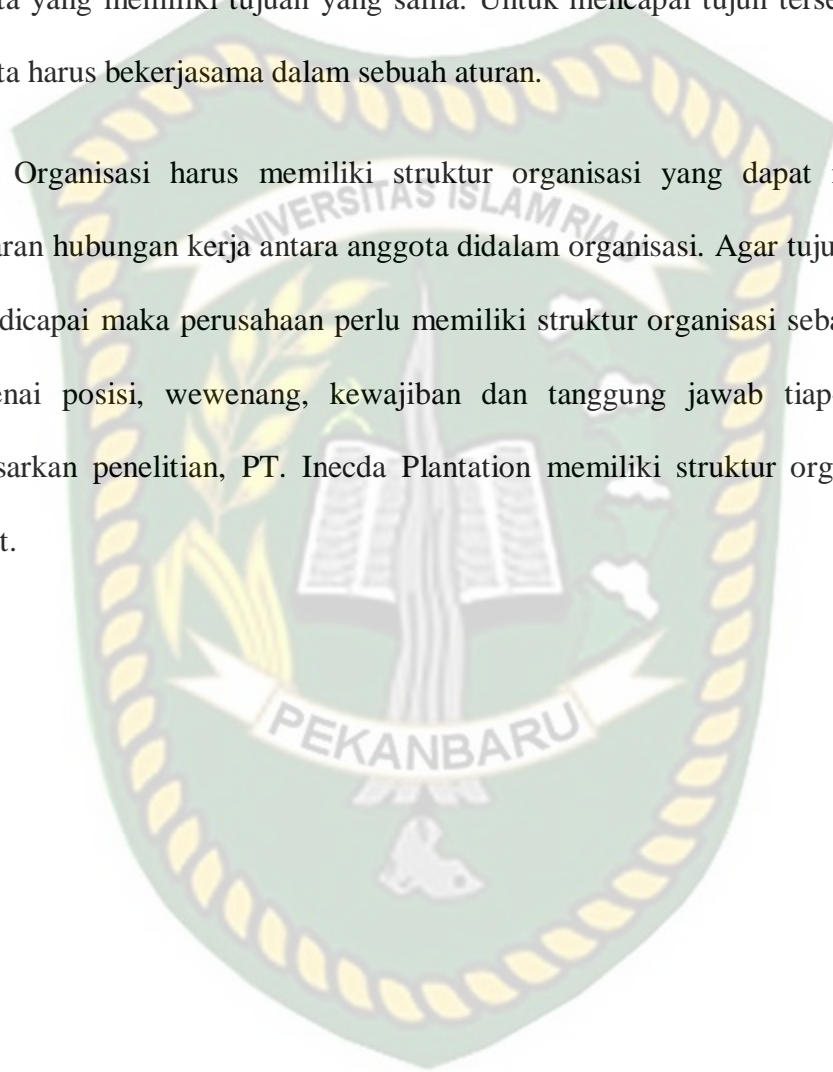 ta yang memiliki tujuan yang sama. Untuk mencapai tujun terse
ta harus bekerjasama dalam sebuah aturan.
Organisasi harus memiliki struktur organisasi yang dapat
aran hubungan kerja antara anggota didalam organisasi. Agar tuju
dicapai maka perusahaan perlu memiliki struktur organisasi seba
enai posisi, wewenang, kewajiban dan tanggung jawab tiap
sarkan penelitian, PT. Inecda Plantation memiliki struktur org
t.
UNIVERSITAS ISLAM RIAU
PEKANBARU